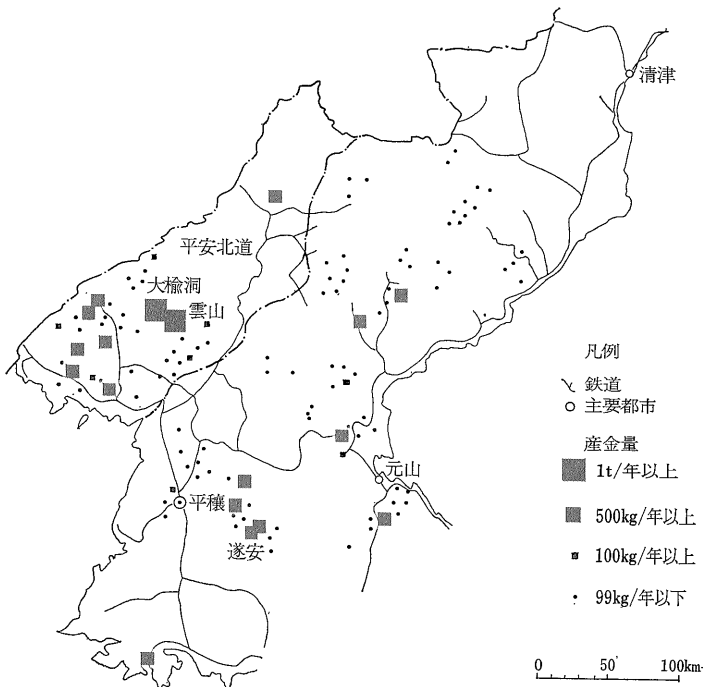 清津
平安北道
大楡洞
雲山
元山
平穰
遂安
凡例
鉄道
主要都市
産金量
1t/年以上
500kg/年以上
100kg/年以上
99kg/年以下
0 50 100km